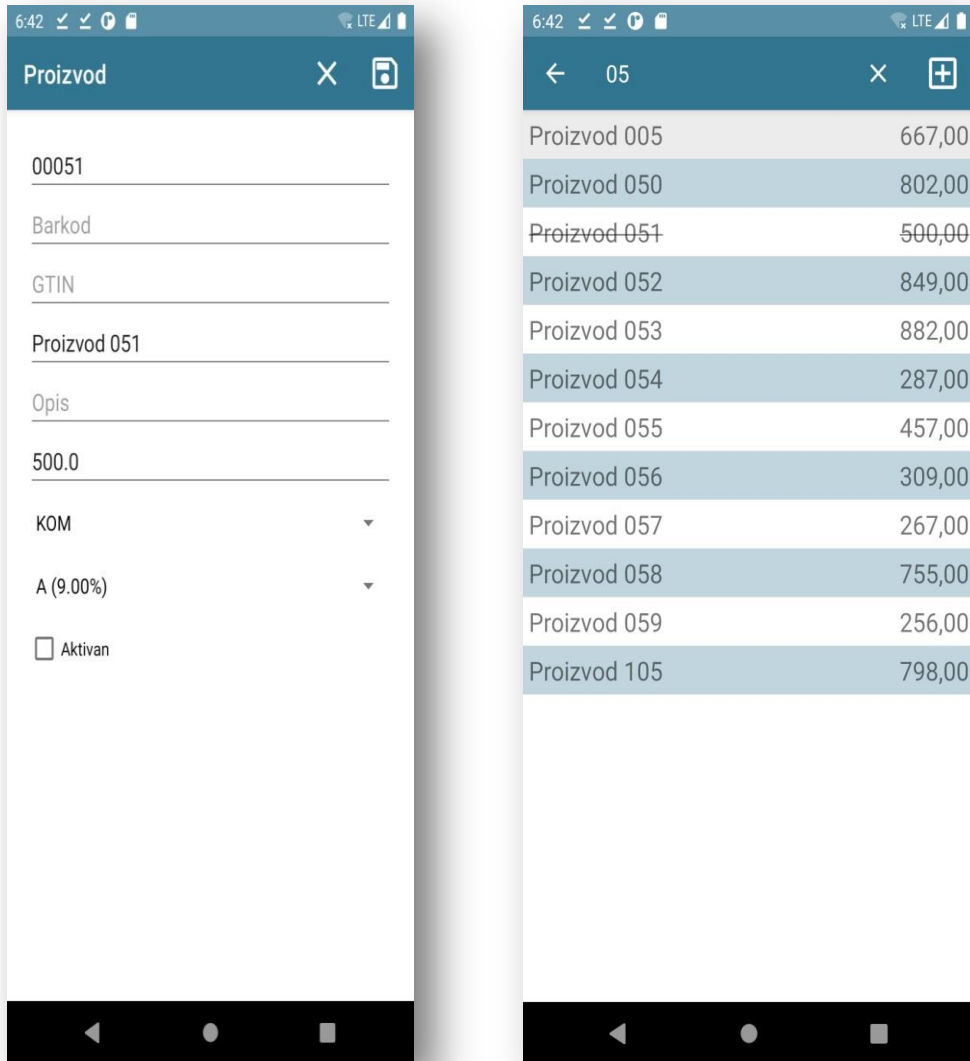 6:42 LTE
Proizvod
00051
Barkod
GTIN
Proizvod 051
Opis
500.0
KOM
A (9.00%)
Aktivan
6:42 LTE
05
Proizvod 005 667,00
Proizvod 050 802,00
Proizvod 051 500,00
Proizvod 052 849,00
Proizvod 053 882,00
Proizvod 054 287,00
Proizvod 055 457,00
Proizvod 056 309,00
Proizvod 057 267,00
Proizvod 058 755,00
Proizvod 059 256,00
Proizvod 105 798,00